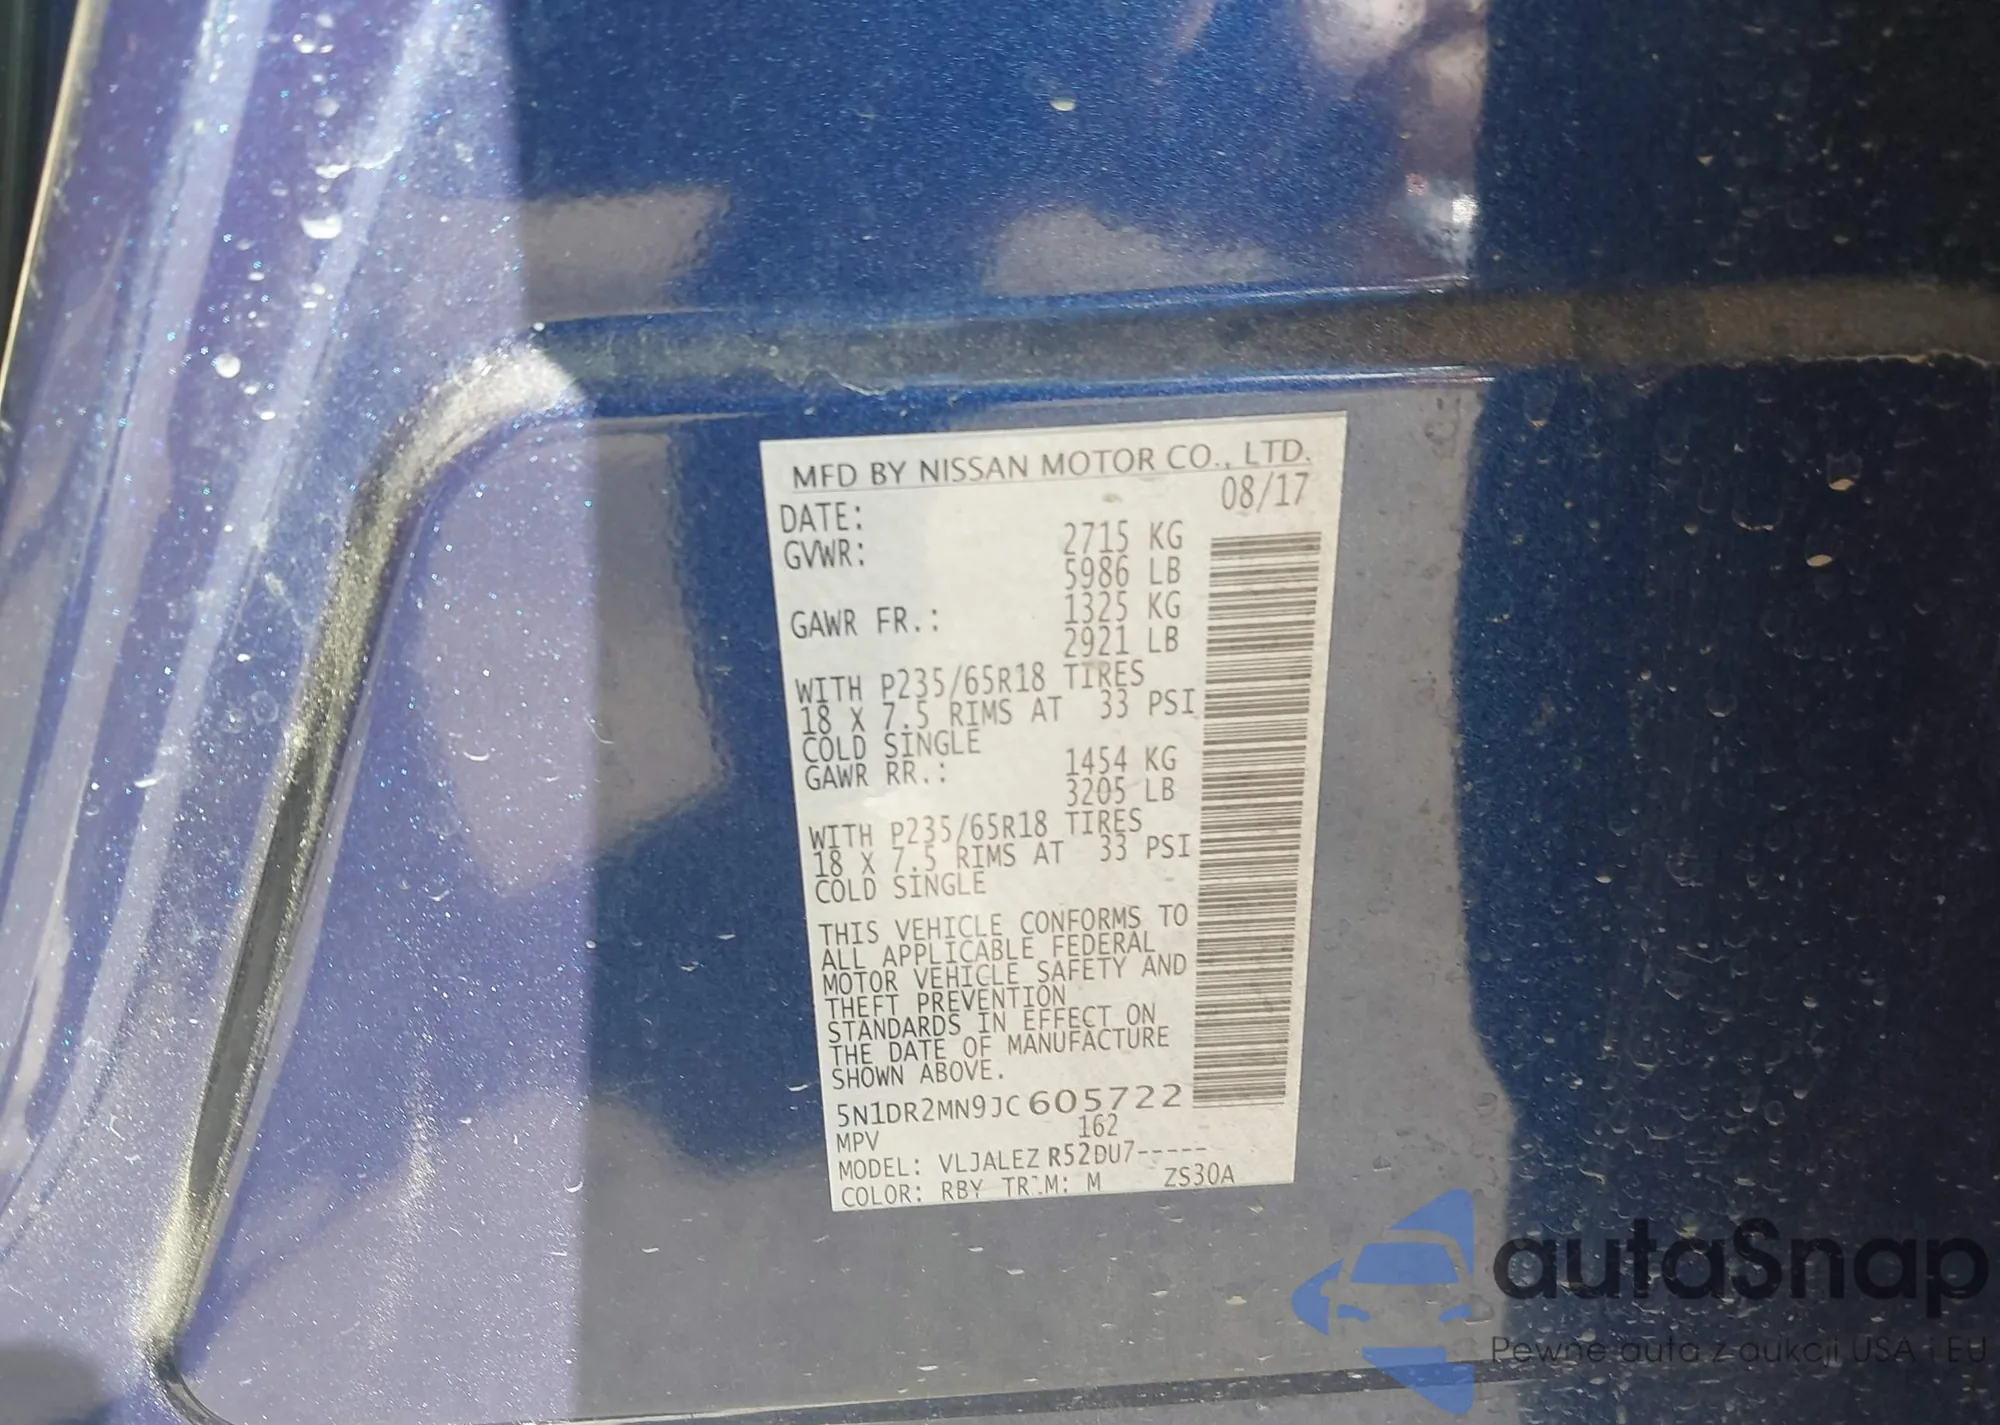 MFD BY NISSAN MOTOR CO., LTD.
DATE: 08/17
GVWR: 2715 KG
5986 LB
GAWR FR.: 1325 KG
2921 LB
WITH P235/65R18 TIRES
18 X 7.5 RIMS AT 33 PSI
COLD SINGLE
GAWR RR.: 1454 KG
3205 LB
WITH P235/65R18 TIRES
18 X 7.5 RIMS AT 33 PSI
COLD SINGLE
THIS VEHICLE CONFORMS TO
ALL APPLICABLE FEDERAL
MOTOR VEHICLE SAFETY AND
THEFT PREVENTION
STANDARDS IN EFFECT ON
THE DATE OF MANUFACTURE
SHOWN ABOVE.
5N1DR2MN9JC605722
MPV 162
MODEL: VLJALEZ R52DU7-----
COLOR: RBY TRIM: M ZS30A
autaSnap
Pewne auta z aukcji USA i EU